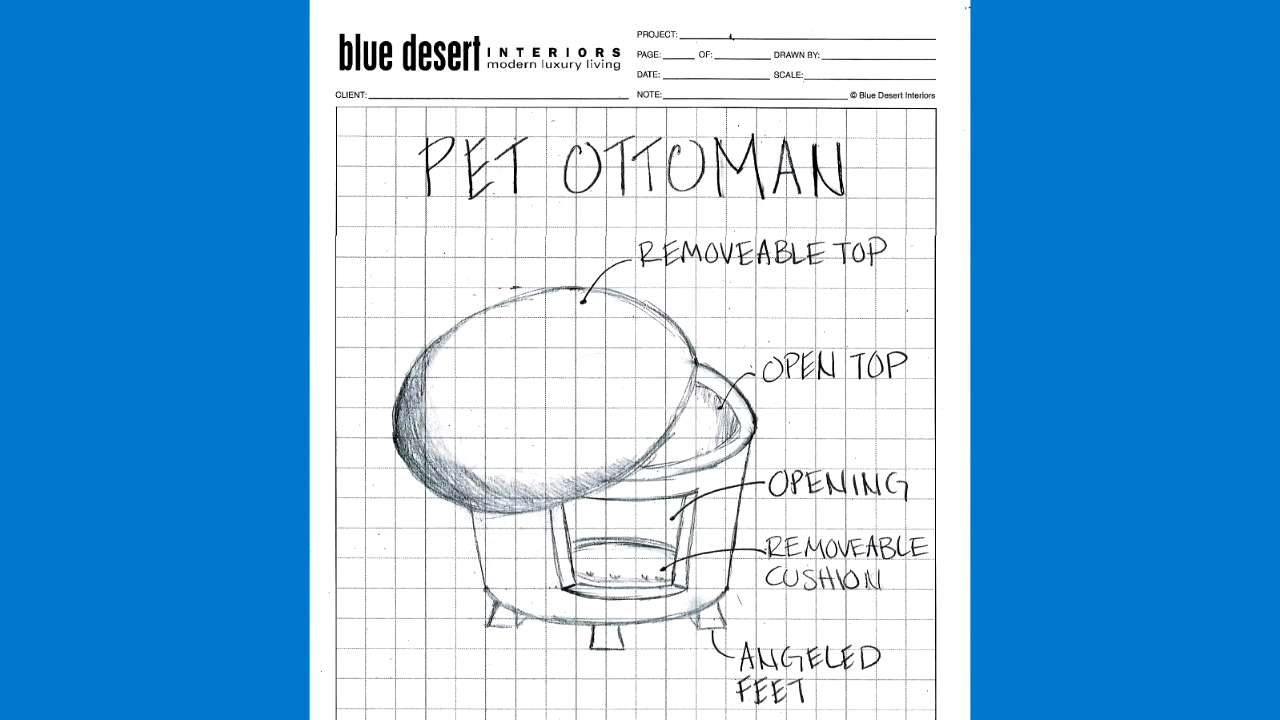 blue desert INTERIORS
modern luxury living
PROJECT:
PAGE: OF: DRAWN BY:
DATE: SCALE:
CLIENT: NOTE: © Blue Desert Interiors
PET OTTOMAN
REMOVEABLE TOP
OPEN TOP
OPENING
REMOVEABLE
CUSHION
ANGELED
FEET